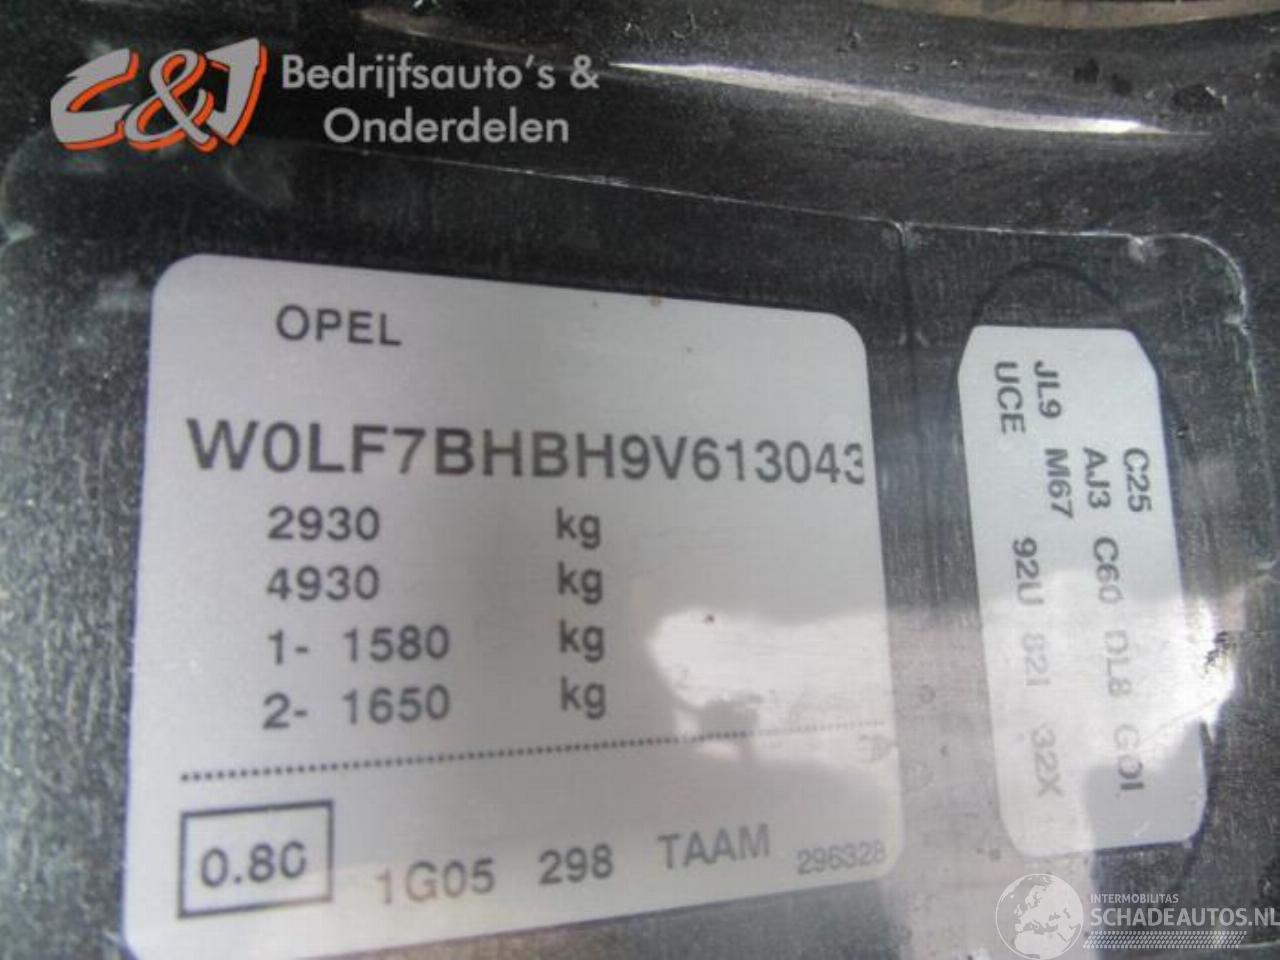 C&J Bedrijfsauto's &
Onderdelen
OPEL
W0LF7BHBH9V613043
2930 kg
4930 kg
1- 1580 kg
2- 1650 kg
0.80
1G05 298 TAAM 296328
C25
AJ3 C60 DL8 G0I
JL9 M67 92U 82I 32X
UCE
INTERMOBILITAS
SCHADEAUTOS.NL